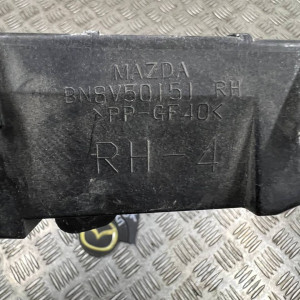 MAZDA
BN8V50151 RH
>PP-GF40<
RH-4